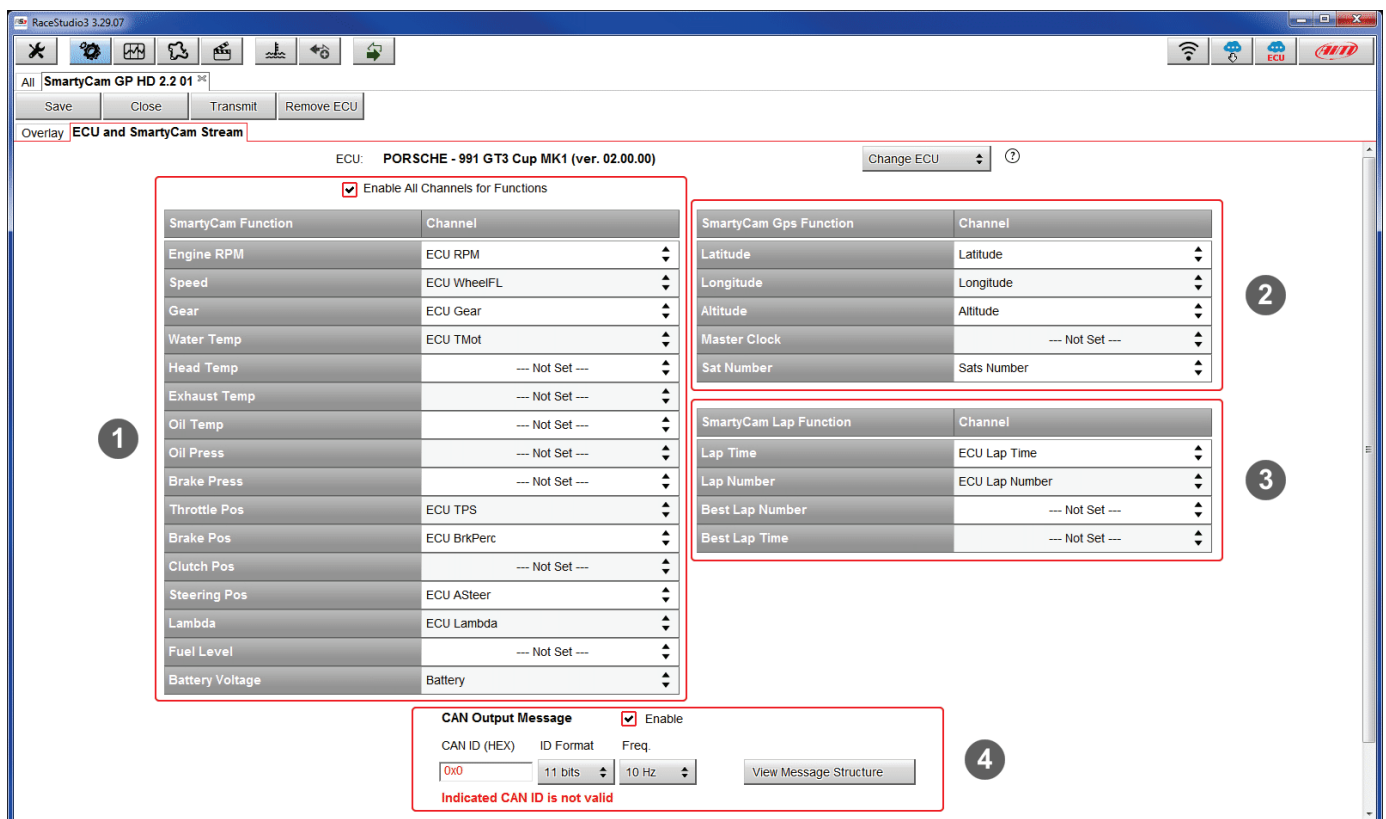 RaceStudio3 3.29.07
ECU
AiM
All SmartyCam GP HD 2.2 01
Save Close Transmit Remove ECU
Overlay ECU and SmartyCam Stream
ECU: PORSCHE - 991 GT3 Cup MK1 (ver. 02.00.00) Change ECU ?
Enable All Channels for Functions
SmartyCam Function Channel
Engine RPM ECU RPM
Speed ECU WheelFL
Gear ECU Gear
Water Temp ECU TMot
Head Temp --- Not Set ---
Exhaust Temp --- Not Set ---
Oil Temp --- Not Set ---
Oil Press --- Not Set ---
Brake Press --- Not Set ---
Throttle Pos ECU TPS
Brake Pos ECU BrkPerc
Clutch Pos --- Not Set ---
Steering Pos ECU ASteer
Lambda ECU Lambda
Fuel Level --- Not Set ---
Battery Voltage Battery
1
SmartyCam Gps Function Channel
Latitude Latitude
Longitude Longitude
Altitude Altitude
Master Clock --- Not Set ---
Sat Number Sats Number
2
SmartyCam Lap Function Channel
Lap Time ECU Lap Time
Lap Number ECU Lap Number
Best Lap Number --- Not Set ---
Best Lap Time --- Not Set ---
3
CAN Output Message Enable
CAN ID (HEX) ID Format Freq.
0x0 11 bits 10 Hz View Message Structure
Indicated CAN ID is not valid
4